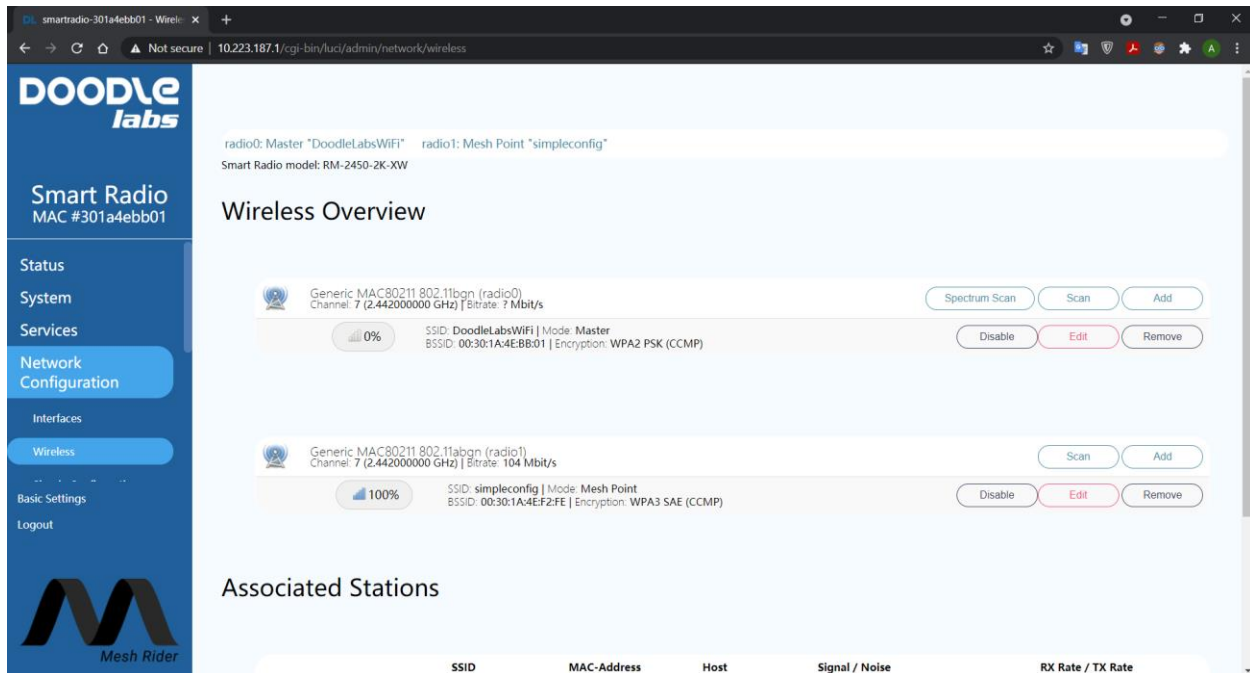 smartradio-301a4ebb01 - Wirele
Not secure | 10.223.187.1/cgi-bin/luci/admin/network/wireless
A
DOODLE
labs
Smart Radio
MAC #301a4ebb01
Status
System
Services
Network
Configuration
Interfaces
Wireless
Basic Settings
Logout
Mesh Rider
radio0: Master "DoodleLabsWiFi" radio1: Mesh Point "simpleconfig"
Smart Radio model: RM-2450-2K-XW
Wireless Overview
Generic MAC80211 802.11bgn (radio0)
Channel: 7 (2.442000000 GHz) | Bitrate: ? Mbit/s
Spectrum Scan Scan Add
0%
SSID: DoodleLabsWiFi | Mode: Master
BSSID: 00:30:1A:4E:BB:01 | Encryption: WPA2 PSK (CCMP)
Disable Edit Remove
Generic MAC80211 802.11abgn (radio1)
Channel: 7 (2.442000000 GHz) | Bitrate: 104 Mbit/s
Scan Add
100%
SSID: simpleconfig | Mode: Mesh Point
BSSID: 00:30:1A:4E:F2:FE | Encryption: WPA3 SAE (CCMP)
Disable Edit Remove
Associated Stations
SSID MAC-Address Host Signal / Noise RX Rate / TX Rate